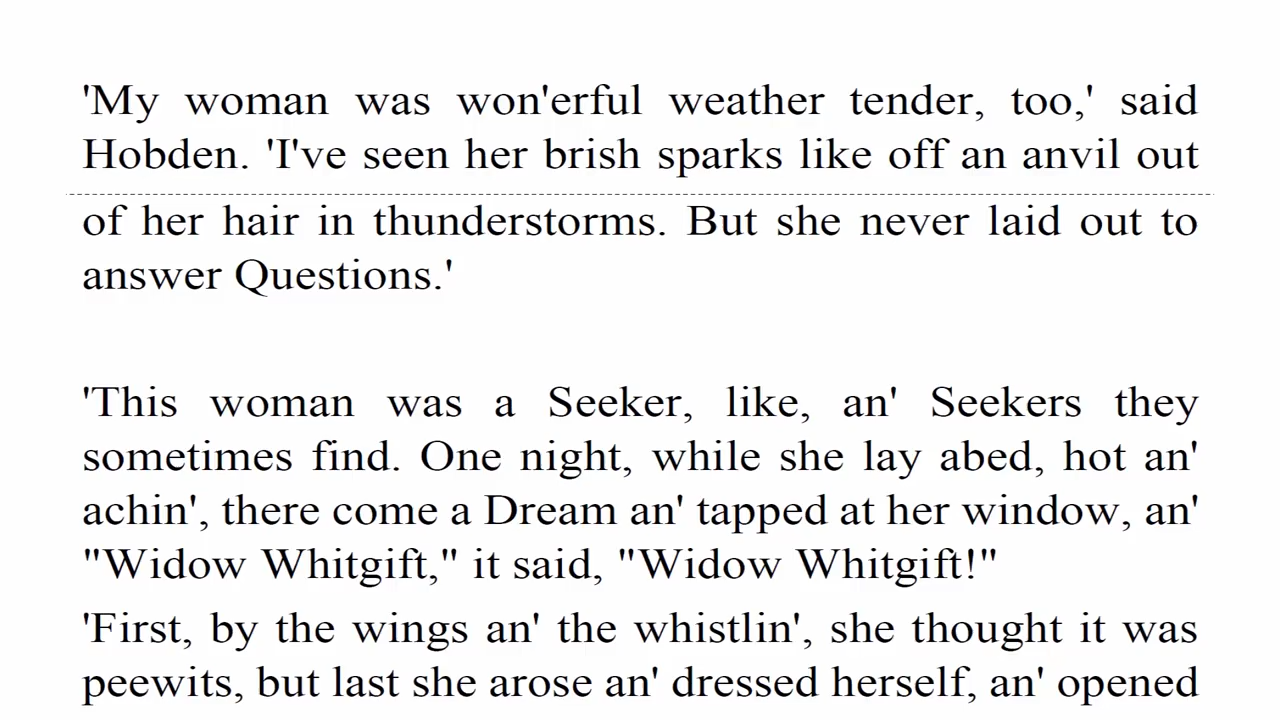 'My woman was won'erful weather tender, too,' said
Hobden. 'I've seen her brish sparks like off an anvil out
of her hair in thunderstorms. But she never laid out to
answer Questions.'
'This woman was a Seeker, like, an' Seekers they
sometimes find. One night, while she lay abed, hot an'
achin', there come a Dream an' tapped at her window, an'
"Widow Whitgift," it said, "Widow Whitgift!"
'First, by the wings an' the whistlin', she thought it was
peewits, but last she arose an' dressed herself, an' opened